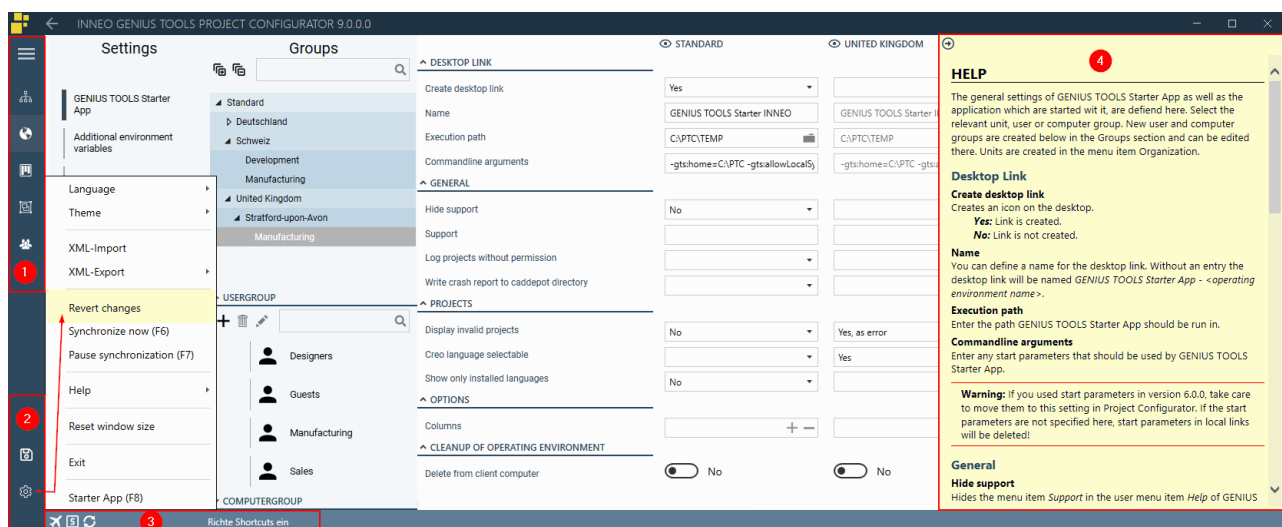 INNEO GENIUS TOOLS PROJECT CONFIGURATOR 9.0.0.0
Settings
GENIUS TOOLS Starter
App
Additional environment
variables
Groups
Standard
Deutschland
Schweiz
Development
Manufacturing
United Kingdom
Stratford-upon-Avon
Manufacturing
USERGROUP
Designers
Guests
Manufacturing
Sales
COMPUTERGROUP
1
2
3
Language
Theme
XML-Import
XML-Export
Revert changes
Synchronize now (F6)
Pause synchronization (F7)
Help
Reset window size
Exit
Starter App (F8)
Richte Shortcuts ein
STANDARD
UNITED KINGDOM
DESKTOP LINK
Create desktop link
Yes
Name
GENIUS TOOLS Starter INNEO
GENIUS TOOLS Starter I
Execution path
C:\PTC\TEMP
C:\PTC\TEMP
Commandline arguments
-gts:home=C:\PTC -gts:allowLocalSy
-gts:home=C:\PTC -gts:a
GENERAL
Hide support
No
Support
Log projects without permission
Write crash report to caddepot directory
PROJECTS
Display invalid projects
No
Yes, as error
Creo language selectable
Yes
Show only installed languages
No
OPTIONS
Columns
CLEANUP OF OPERATING ENVIRONMENT
Delete from client computer
No
No
4
HELP
The general settings of GENIUS TOOLS Starter App as well as the
application which are started wit it, are defiend here. Select the
relevant unit, user or computer group. New user and computer
groups are created below in the Groups section and can be edited
there. Units are created in the menu item Organization.
Desktop Link
Create desktop link
Creates an icon on the desktop.
Yes: Link is created.
No: Link is not created.
Name
You can define a name for the desktop link. Without an entry the
desktop link will be named GENIUS TOOLS Starter App - <operating
environment name>.
Execution path
Enter the path GENIUS TOOLS Starter App should be run in.
Commandline arguments
Enter any start parameters that should be used by GENIUS TOOLS
Starter App.
Warning: If you used start parameters in version 6.0.0, take care
to move them to this setting in Project Configurator. If the start
parameters are not specified here, start parameters in local links
will be deleted!
General
Hide support
Hides the menu item Support in the user menu item Help of GENIUS